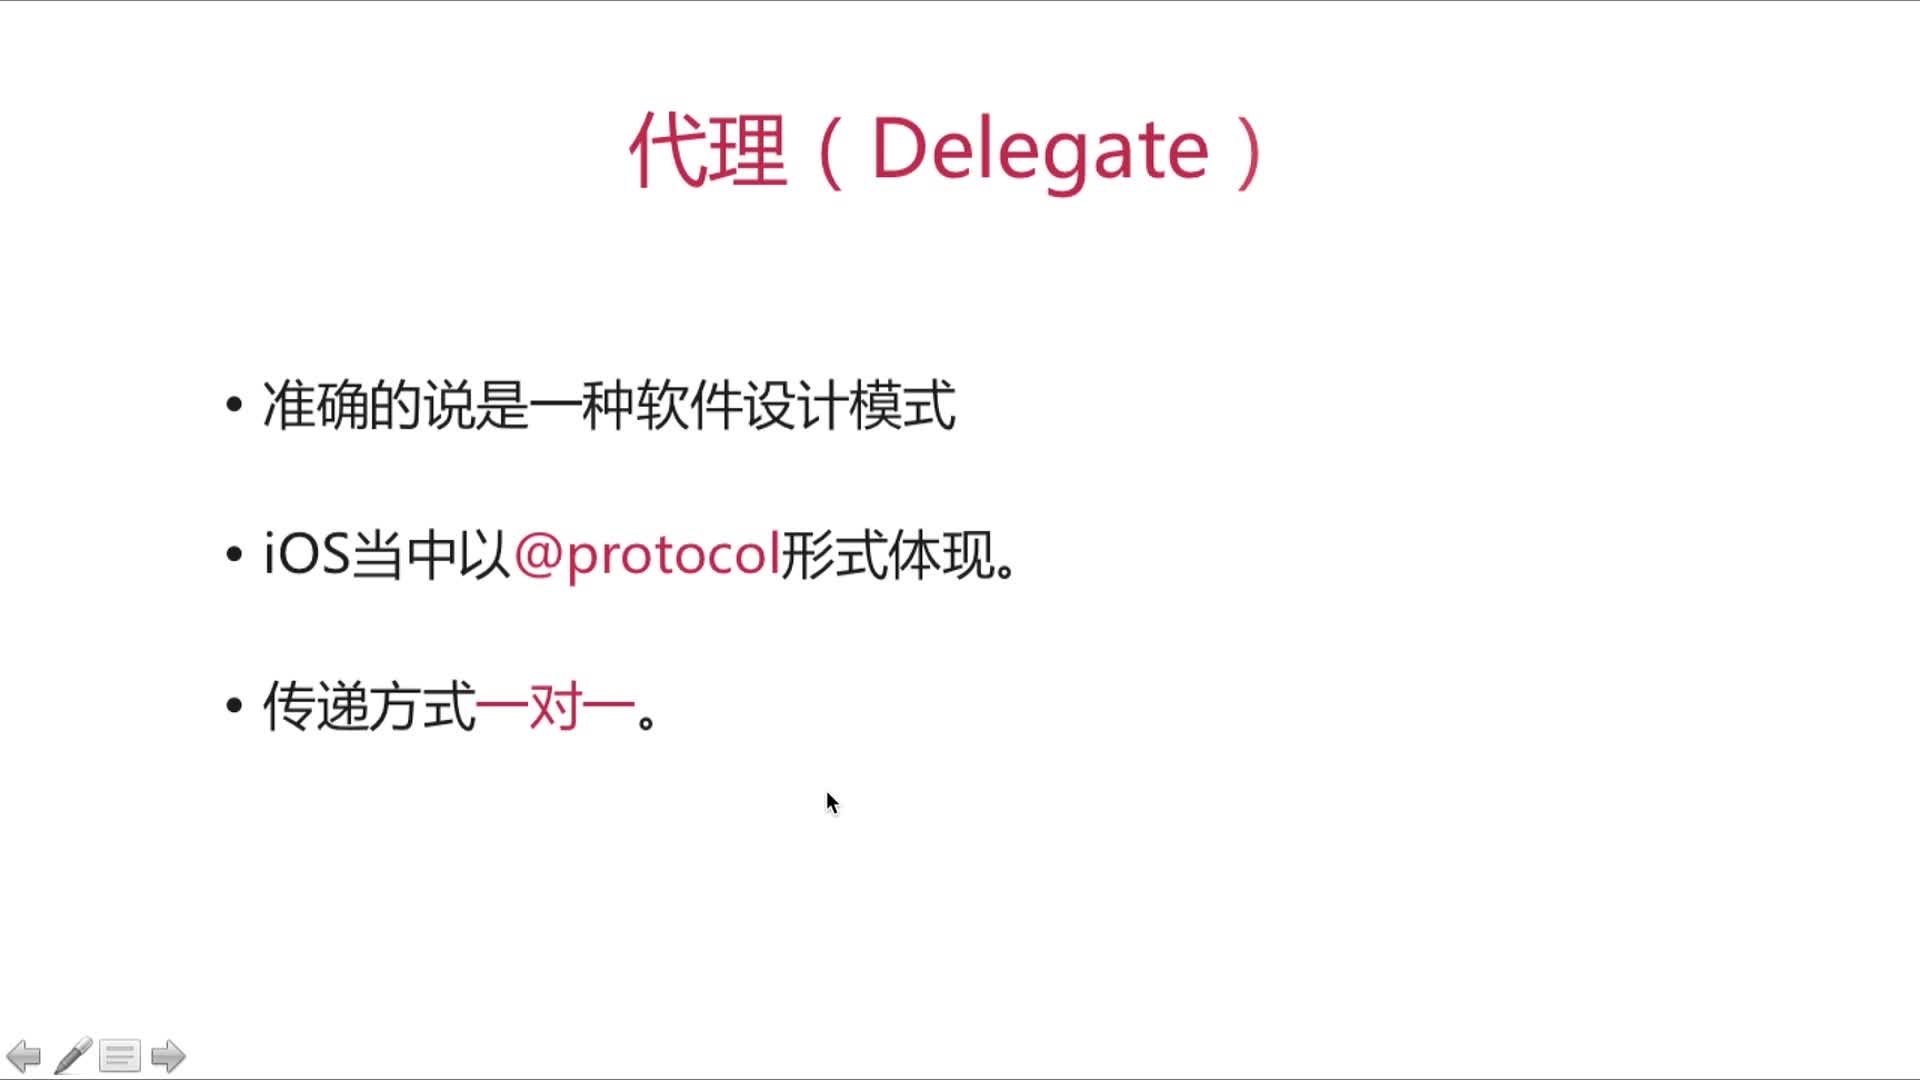 代理（Delegate）
• 准确的说是一种软件设计模式
• iOS当中以@protocol形式体现。
• 传递方式一对一。